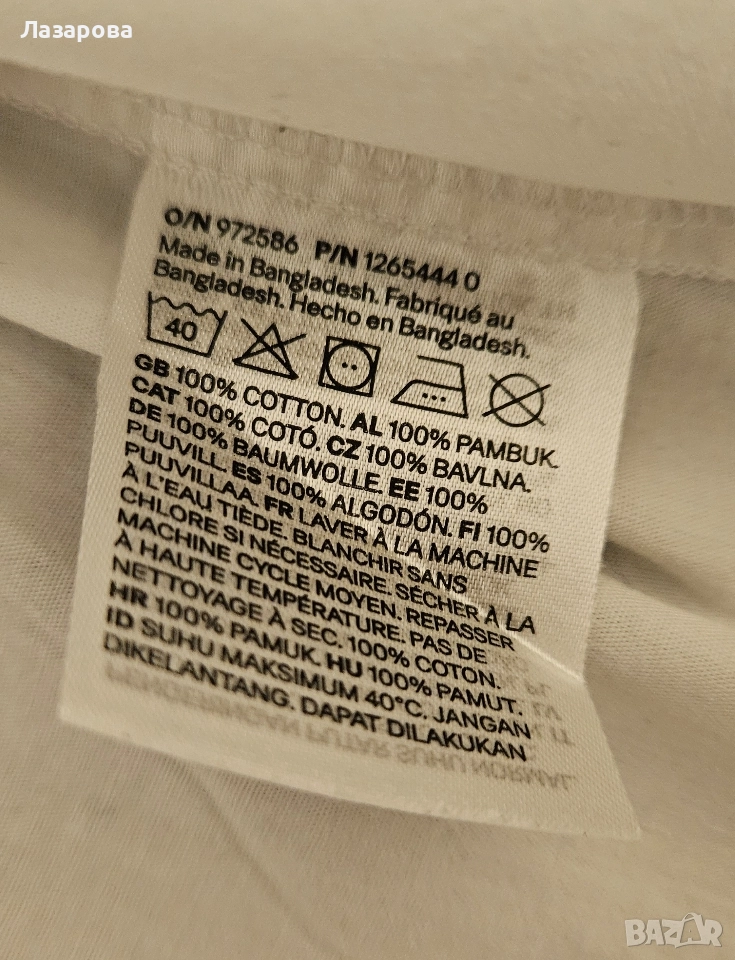 Лазарова
O/N 972586 P/N 1265444 0
Made in Bangladesh. Fabriqué au
Bangladesh. Hecho en Bangladesh.
40
GB 100% COTTON. AL 100% PAMBUK.
CAT 100% COTÓ. CZ 100% BAVLNA.
DE 100% BAUMWOLLE. EE 100%
PUUVILL. ES 100% ALGODÓN. FI 100%
PUUVILLAA. FR LAVER À LA MACHINE
À L'EAU TIÈDE. BLANCHIR SANS
CHLORE SI NÉCESSAIRE. SÉCHER À LA
MACHINE CYCLE MOYEN. REPASSER
À HAUTE TEMPÉRATURE. PAS DE
NETTOYAGE À SEC. 100% COTON.
HR 100% PAMUK. HU 100% PAMUT.
ID SUHU MAKSIMUM 40°C. JANGAN
DIKELANTANG. DAPAT DILAKUKAN
BAZAR